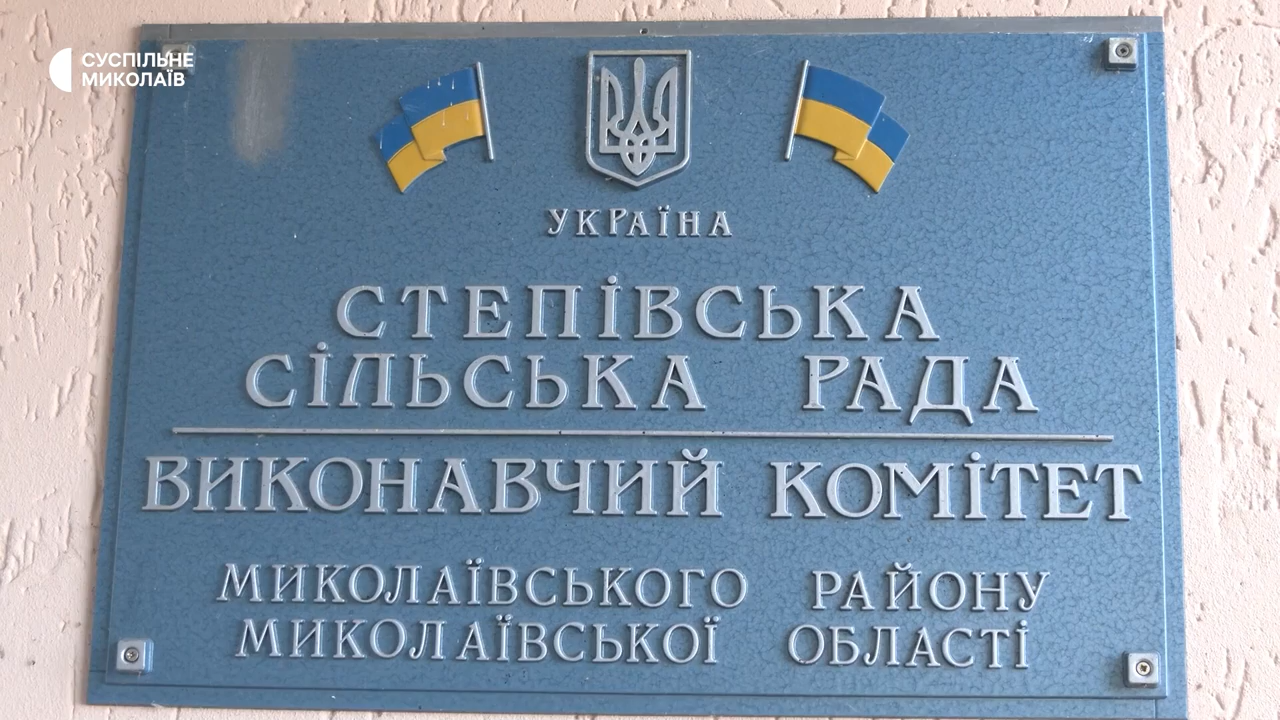 СУСПІЛЬНЕ
МИКОЛАЇВ
УКРАЇНА
СТЕПІВСЬКА
СІЛЬСЬКА РАДА
ВИКОНАВЧИЙ КОМІТЕТ
МИКОЛАЇВСЬКОГО РАЙОНУ
МИКОЛАЇВСЬКОЇ ОБЛАСТІ